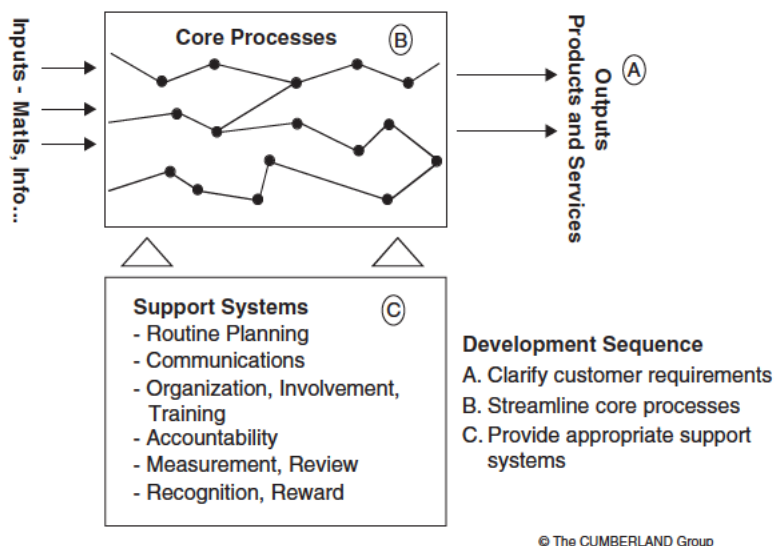 Inputs - Matls, Info...
Core Processes
B
Outputs
Products and Services
A
Support Systems
C
- Routine Planning
- Communications
- Organization, Involvement,
Training
- Accountability
- Measurement, Review
- Recognition, Reward
Development Sequence
A. Clarify customer requirements
B. Streamline core processes
C. Provide appropriate support
systems
© The CUMBERLAND Group